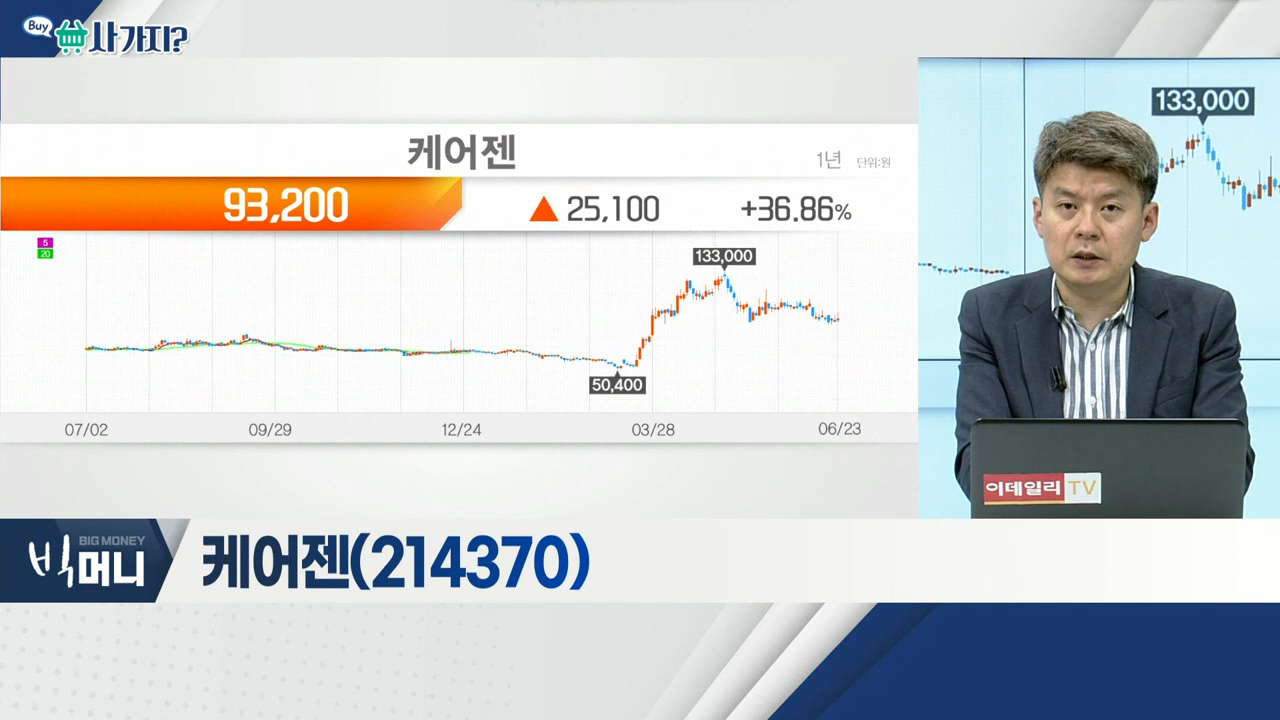 Buy
사가지?
케어젠
1년 단위:원
93,200
▲ 25,100
+36.86%
5
20
133,000
50,400
07/02
09/29
12/24
03/28
06/23
133,000
이데일리 TV
BIG MONEY
빅머니
케어젠(214370)